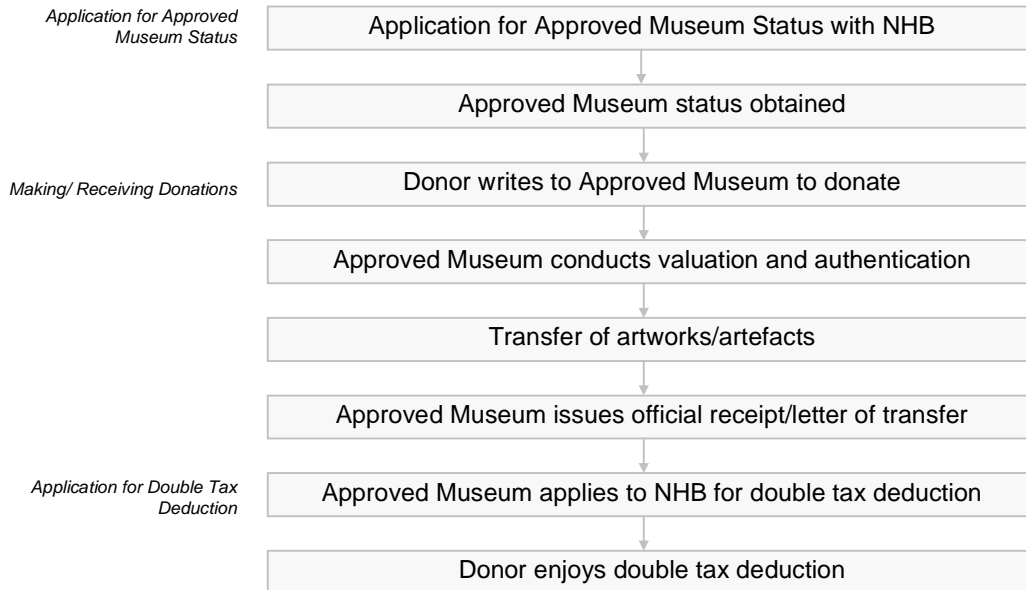 Application for Approved
Museum Status
Application for Approved Museum Status with NHB
Approved Museum status obtained
Making/ Receiving Donations
Donor writes to Approved Museum to donate
Approved Museum conducts valuation and authentication
Transfer of artworks/artefacts
Approved Museum issues official receipt/letter of transfer
Application for Double Tax
Deduction
Approved Museum applies to NHB for double tax deduction
Donor enjoys double tax deduction